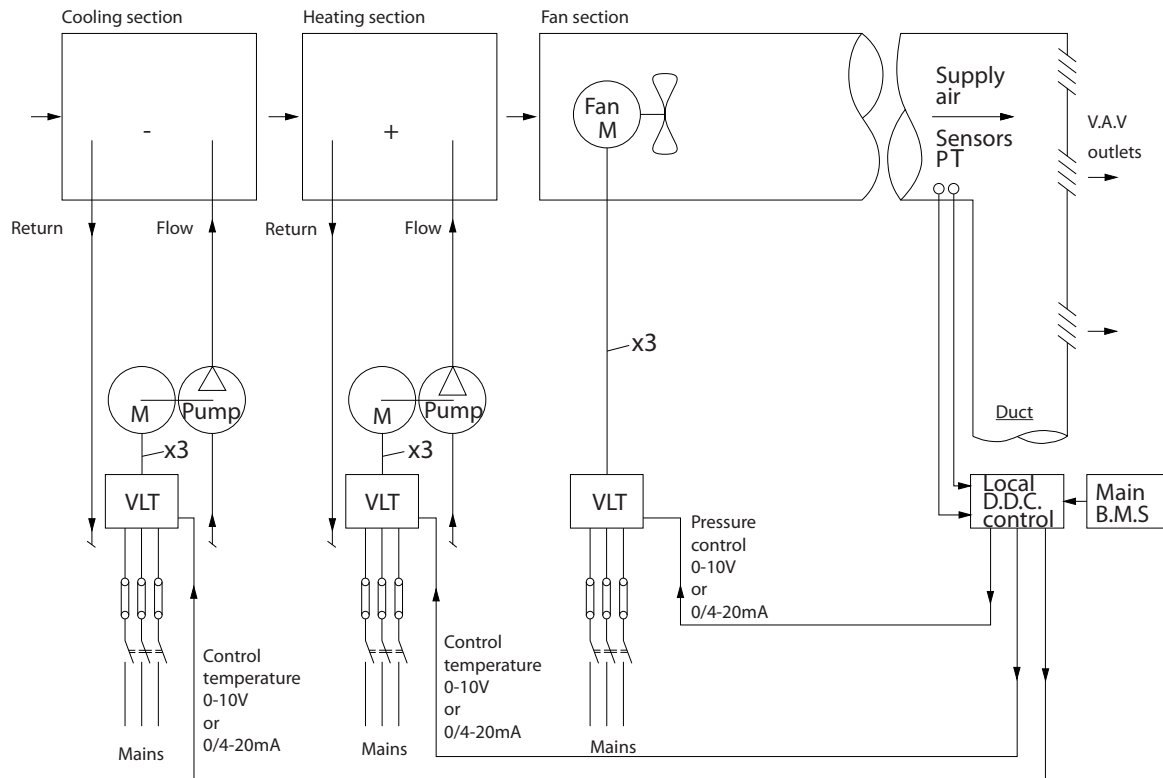 Cooling section
Heating section
Fan section
-
+
Fan
M
Supply
air
Sensors
PT
V.A.V
outlets
Return
Flow
Return
Flow
x3
M
Pump
M
Pump
Duct
x3
x3
VLT
VLT
VLT
Local
D.D.C.
control
Main
B.M.S
Pressure
control
0-10V
or
0/4-20mA
Control
temperature
0-10V
or
0/4-20mA
Control
temperature
0-10V
or
0/4-20mA
Mains
Mains
Mains